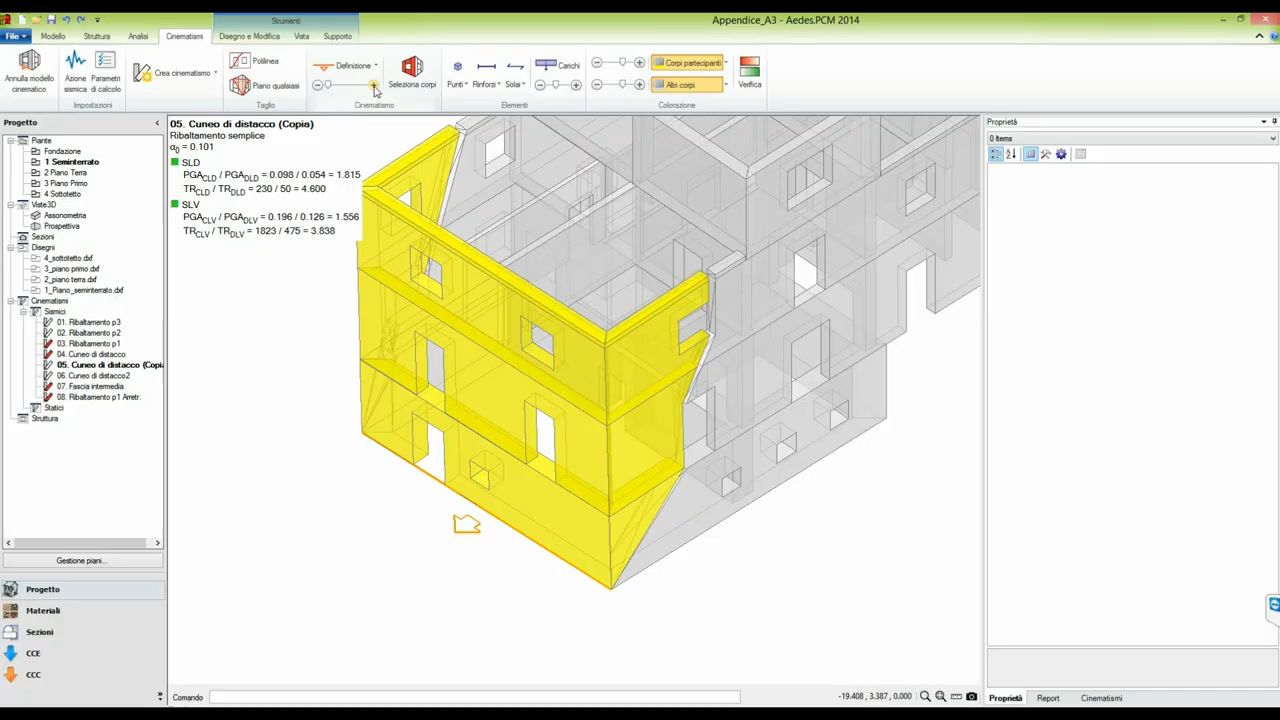 Strumenti
Appendice_A3 - Aedes.PCM 2014
File
Modello
Struttura
Analisi
Cinematismi
Disegno e Modifica
Vista
Supporto
Annulla modello
cinematico
Azione
sismica
Parametri
di calcolo
Impostazioni
Crea cinematismo
Polilinea
Piano qualsiasi
Taglio
Definizione
Seleziona corpi
Cinematismo
Punti
Rinforzi
Solai
Carichi
Elementi
Corpi partecipanti
Altri corpi
Colorazione
Verifica
Progetto
Piante
Fondazione
1 Seminterrato
2 Piano Terra
3 Piano Primo
4 Sottotetto
Viste3D
Assonometria
Prospettiva
Sezioni
Disegni
4_sottotetto.dxf
3_piano primo.dxf
2_piano terra.dxf
1_Piano_seminterrato.dxf
Cinematismi
Sismici
01. Ribaltamento p3
02. Ribaltamento p2
03. Ribaltamento p1
04. Cuneo di distacco
05. Cuneo di distacco (Copia
06. Cuneo di distacco2
07. Fascia intermedia
08. Ribaltamento p1 Arretr.
Statici
Struttura
Gestione piani...
Progetto
Materiali
Sezioni
CCE
CCC
05. Cuneo di distacco (Copia)
Ribaltamento semplice
α0 = 0.101
SLD
PGACLD / PGADLD = 0.098 / 0.054 = 1.815
TRCLD / TRDLD = 230 / 50 = 4.600
SLV
PGACLV / PGADLV = 0.196 / 0.126 = 1.556
TRCLV / TRDLV = 1823 / 475 = 3.838
Comando
-19.408, 3.387, 0.000
Proprietà
0 Items
Proprietà
Report
Cinematismi